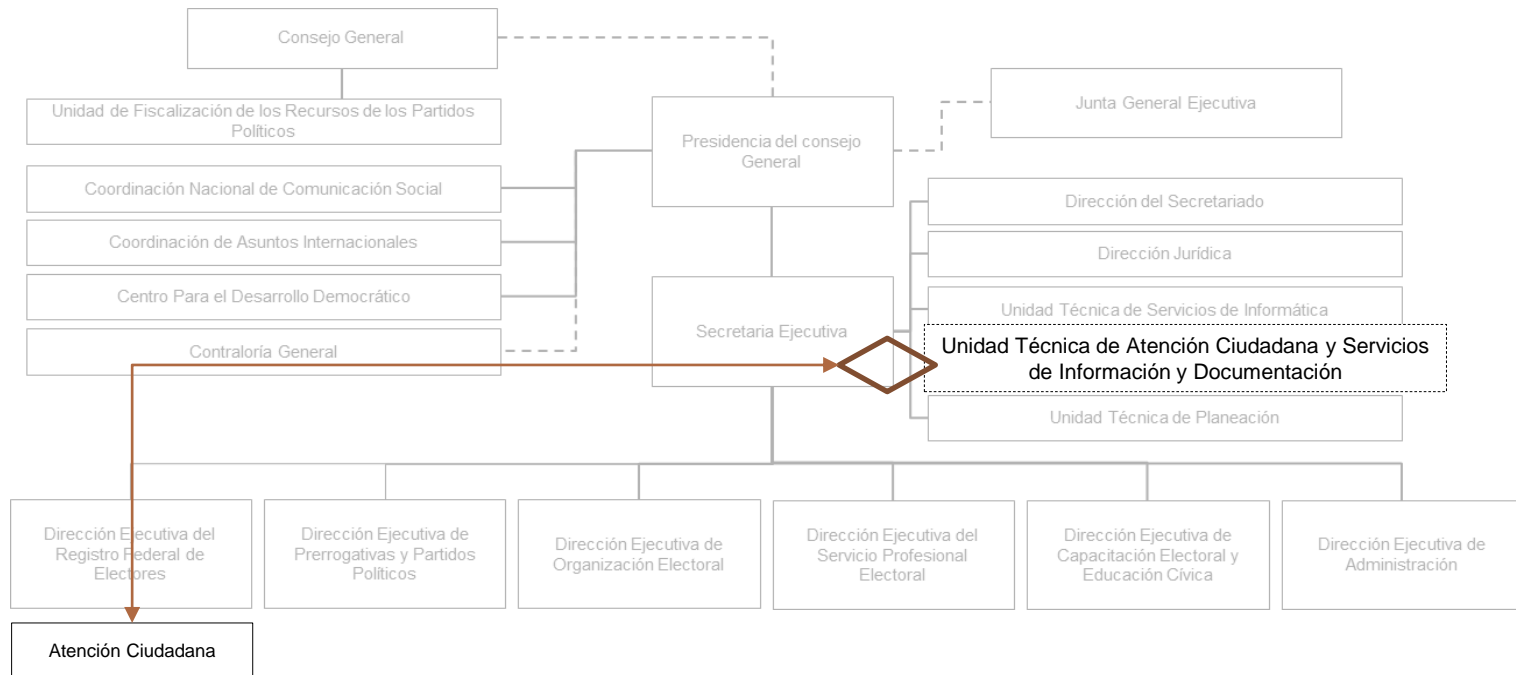 Consejo General
Unidad de Fiscalización de los Recursos de los Partidos
Políticos
Junta General Ejecutiva
Presidencia del consejo
General
Coordinación Nacional de Comunicación Social
Coordinación de Asuntos Internacionales
Centro Para el Desarrollo Democrático
Contraloría General
Dirección del Secretariado
Dirección Jurídica
Unidad Técnica de Servicios de Informática
Secretaria Ejecutiva
Unidad Técnica de Atención Ciudadana y Servicios
de Información y Documentación
Unidad Técnica de Planeación
Dirección Ejecutiva del
Registro Federal de
Electores
Dirección Ejecutiva de
Prerrogativas y Partidos
Políticos
Dirección Ejecutiva de
Organización Electoral
Dirección Ejecutiva del
Servicio Profesional
Electoral
Dirección Ejecutiva de
Capacitación Electoral y
Educación Cívica
Dirección Ejecutiva de
Administración
Atención Ciudadana